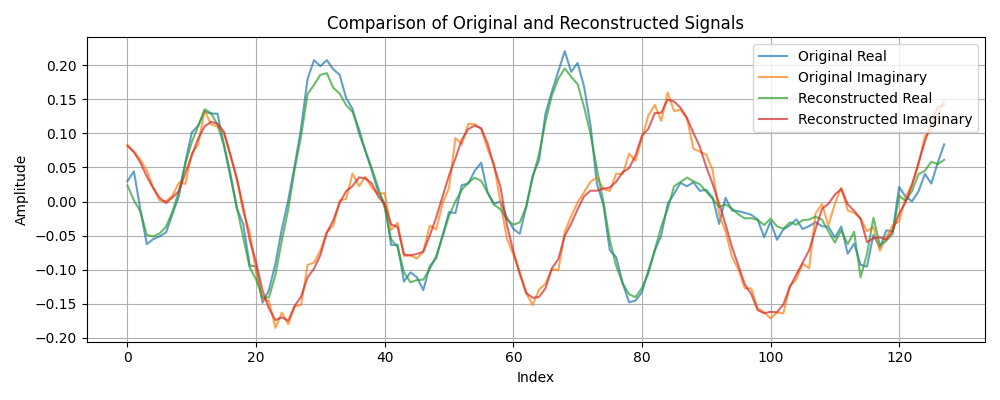 Comparison of Original and Reconstructed Signals
Original Real
Original Imaginary
Reconstructed Real
Reconstructed Imaginary
Amplitude
0.20
0.15
0.10
0.05
0.00
−0.05
−0.10
−0.15
−0.20
0 20 40 60 80 100 120
Index